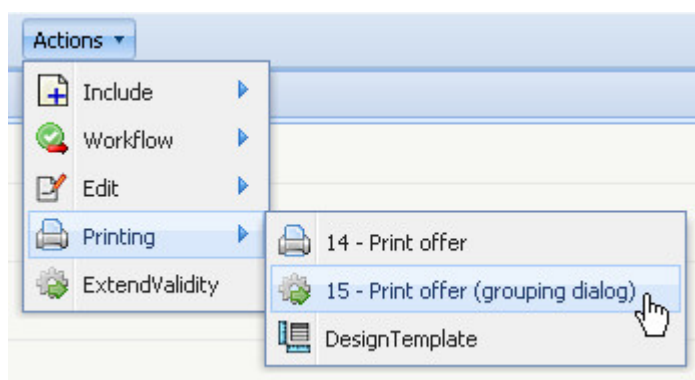 Actions
Include
Workflow
Edit
Printing
14 - Print offer
ExtendValidity
15 - Print offer (grouping dialog)
DesignTemplate